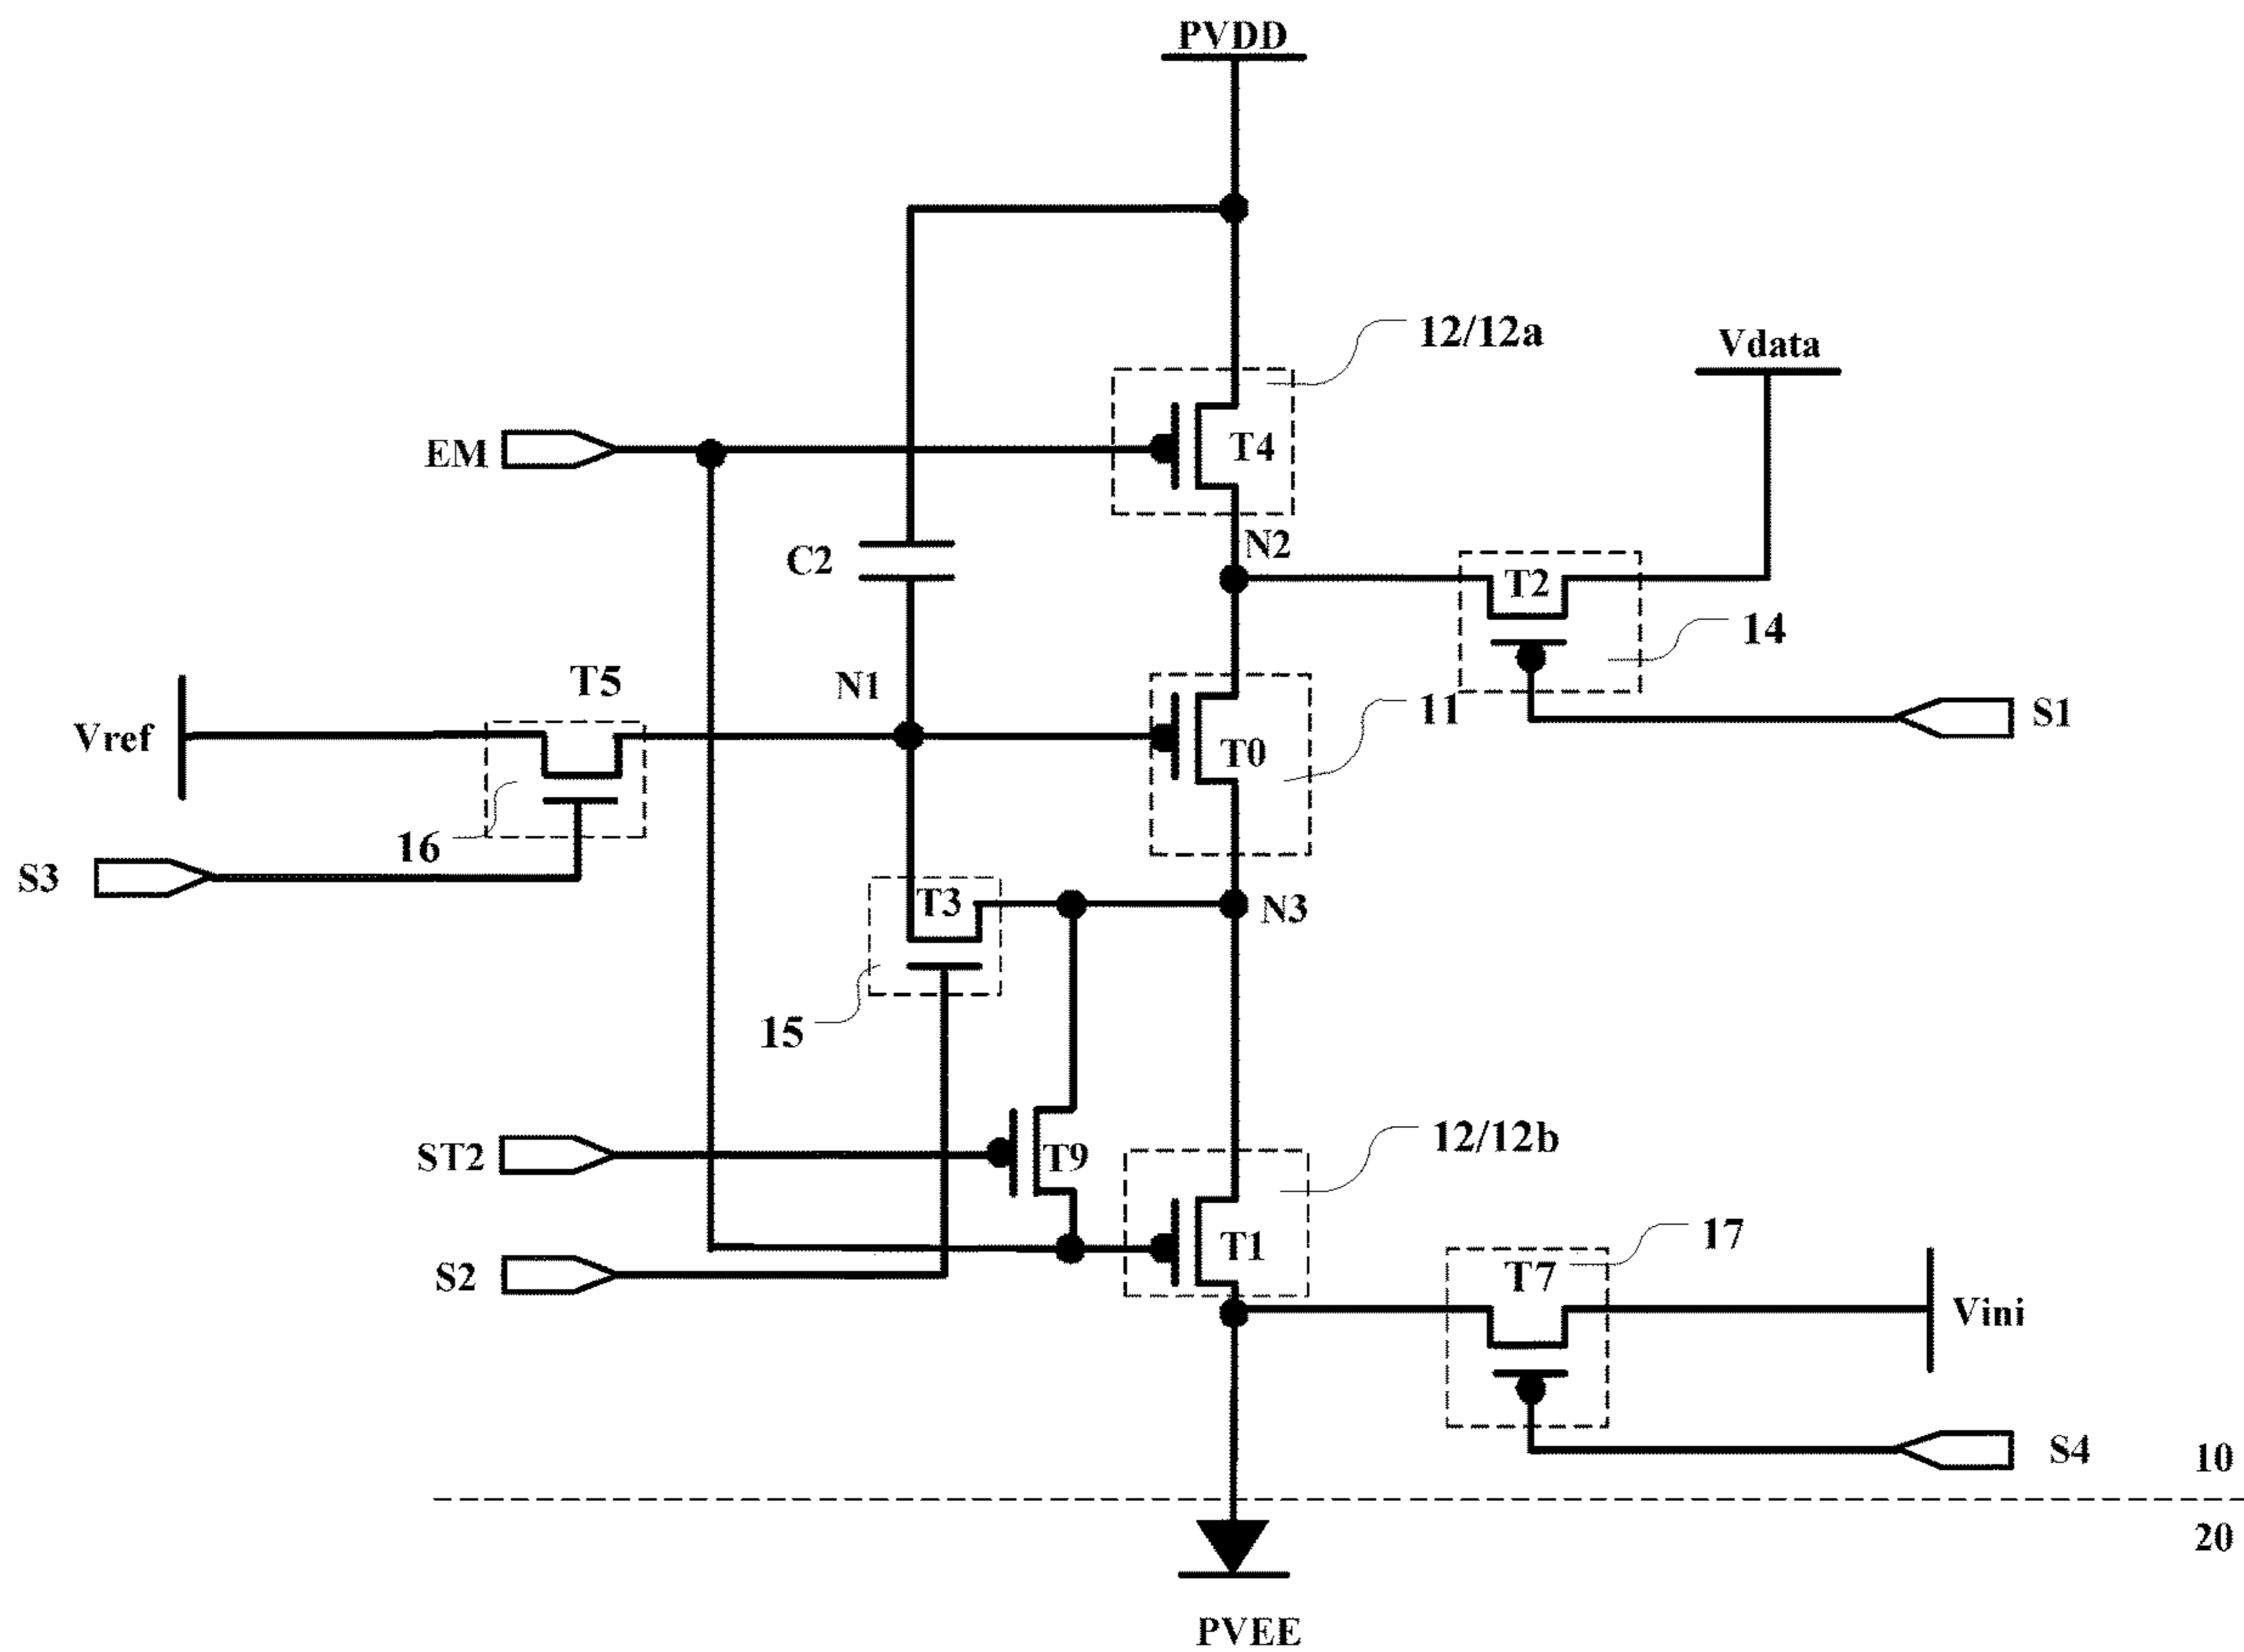 PVDD
12/12a
Vdata
EM
T4
N2
C2
T2
14
T5
N1
11
S1
Vref
T0
16
S3
T3
N3
15
12/12b
ST2
T9
17
S2
T1
T7
Vini
S4
10
20
PVEE